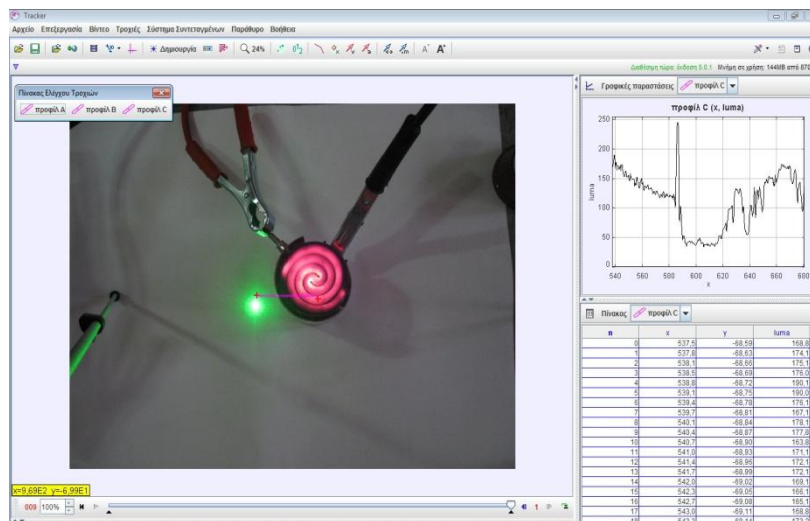 Tracker
Αρχείο Επεξεργασία Βίντεο Τροχιές Σύστημα Συντεταγμένων Παράθυρο Βοήθεια
24% Δημιουργία
Διαθέσιμη τώρα: έκδοση 5.0.1 Μνήμη σε χρήση: 144MB από 870
Πίνακας Ελέγχου Τροχιών
προφίλ A προφίλ B προφίλ C
Γραφικές παραστάσεις προφίλ C
προφίλ C (x, luma)
250
200
150
100
50
0
luma
540 560 580 600 620 640 660 680
x
Πίνακας προφίλ C
n x y luma
0 537,5 -68,59 168,8
1 537,8 -68,63 174,1
2 538,1 -68,66 175,1
3 538,5 -68,69 176,0
4 538,8 -68,72 190,1
5 539,1 -68,75 190,0
6 539,4 -68,78 176,1
7 539,7 -68,81 167,1
8 540,1 -68,84 178,1
9 540,4 -68,87 177,8
10 540,7 -68,90 163,8
11 541,0 -68,93 171,1
12 541,4 -68,96 172,1
13 541,7 -68,99 172,1
14 542,0 -69,02 169,1
15 542,3 -69,05 166,1
16 542,7 -69,08 165,1
17 543,0 -69,11 168,8
x=9,69E2 y=-6,99E1
009 100% 1